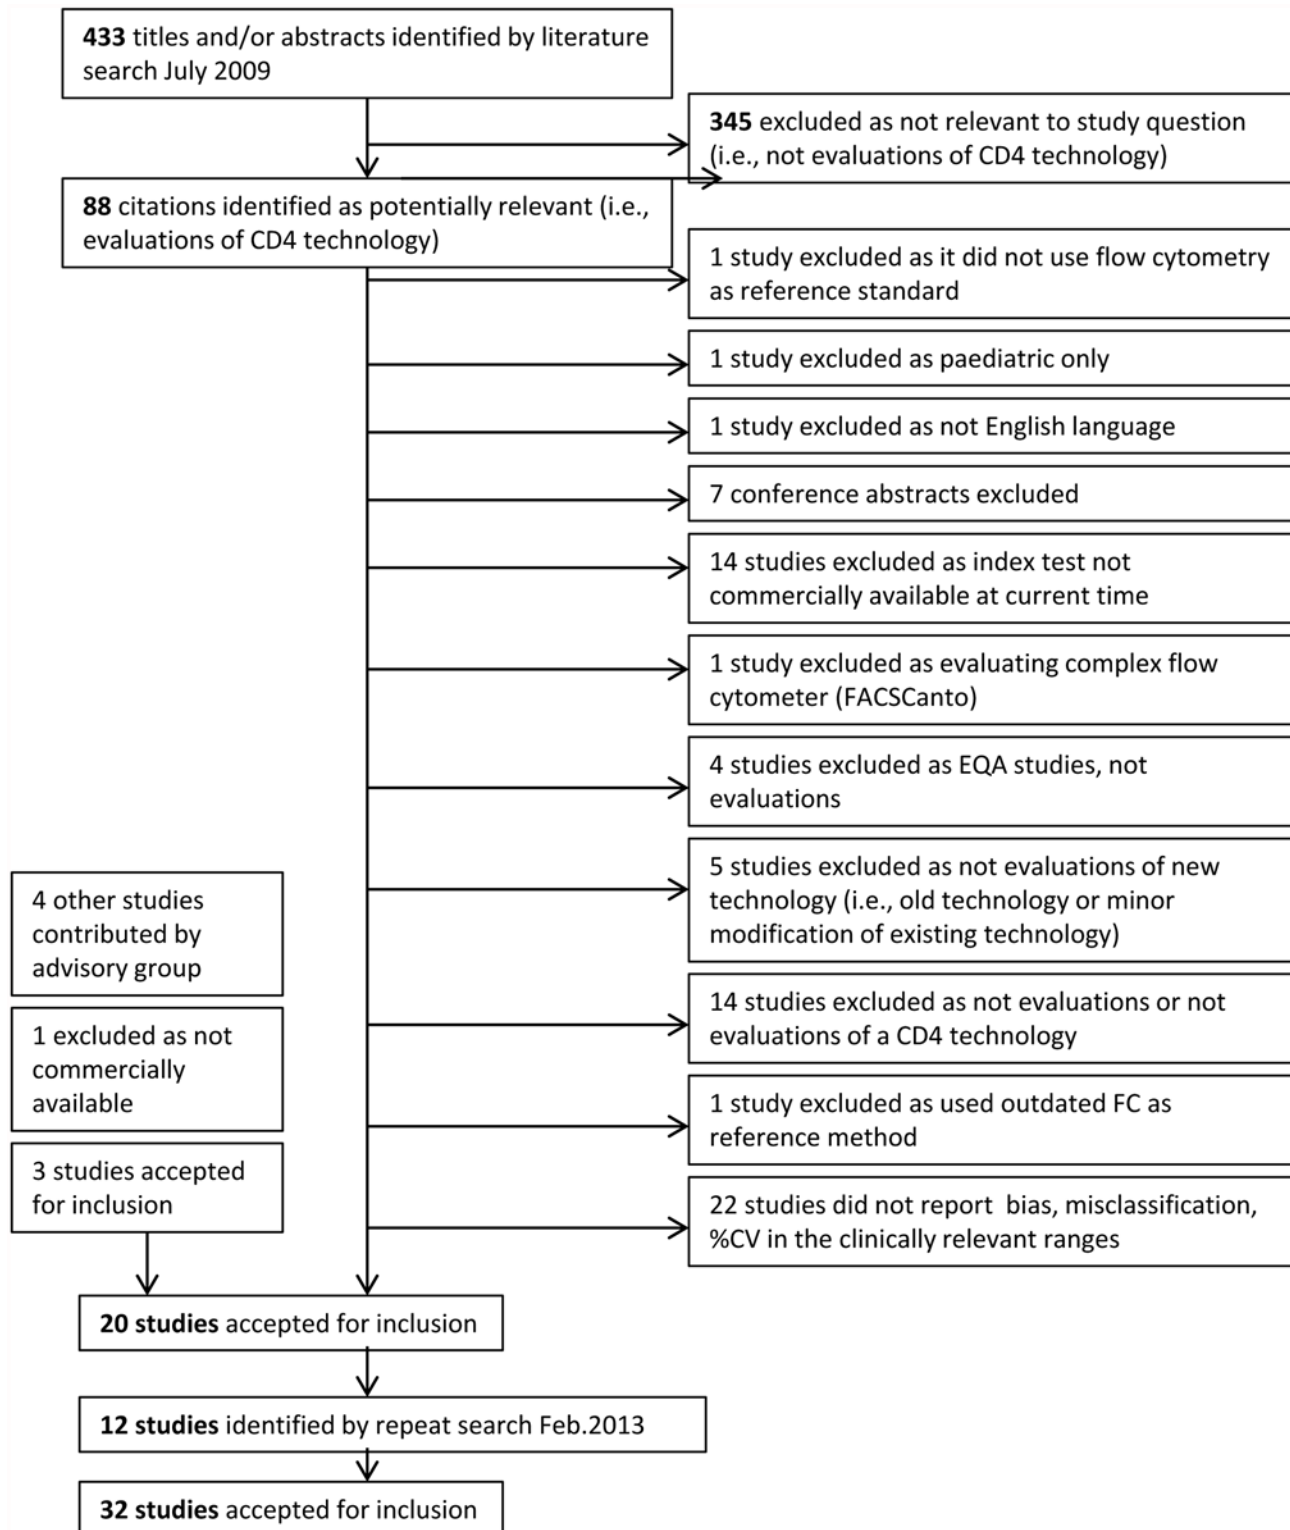 433 titles and/or abstracts identified by literature
search July 2009
345 excluded as not relevant to study question
(i.e., not evaluations of CD4 technology)
88 citations identified as potentially relevant (i.e.,
evaluations of CD4 technology)
1 study excluded as it did not use flow cytometry
as reference standard
1 study excluded as paediatric only
1 study excluded as not English language
7 conference abstracts excluded
14 studies excluded as index test not
commercially available at current time
1 study excluded as evaluating complex flow
cytometer (FACSCanto)
4 studies excluded as EQA studies, not
evaluations
5 studies excluded as not evaluations of new
technology (i.e., old technology or minor
modification of existing technology)
14 studies excluded as not evaluations or not
evaluations of a CD4 technology
1 study excluded as used outdated FC as
reference method
22 studies did not report bias, misclassification,
%CV in the clinically relevant ranges
4 other studies
contributed by
advisory group
1 excluded as not
commercially
available
3 studies accepted
for inclusion
20 studies accepted for inclusion
12 studies identified by repeat search Feb.2013
32 studies accepted for inclusion